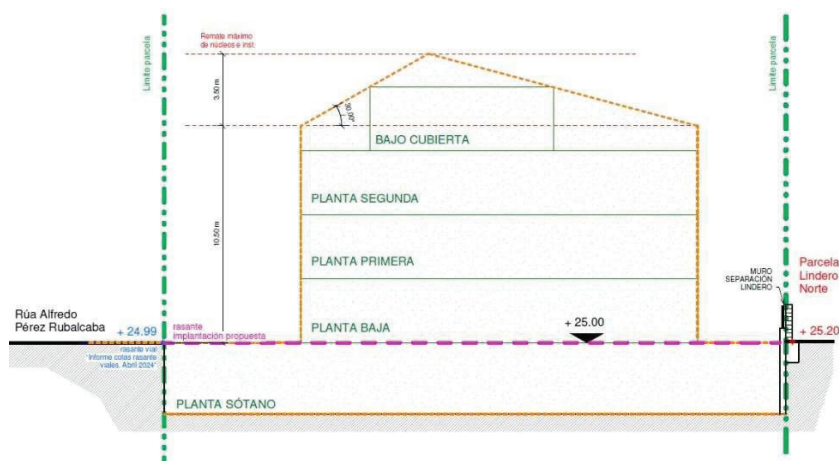 Remate máximo
de núcleos e inst.
Límite parcela
Límite parcela
3.50 m
30.00°
BAJO CUBIERTA
PLANTA SEGUNDA
10.50 m
PLANTA PRIMERA
MURO
SEPARACIÓN
LINDERO
Parcela
Lindero
Norte
Rúa Alfredo
Pérez Rubalcaba
+ 24.99
rasante
implantación propuesta
PLANTA BAJA
+ 25.00
+ 25.20
rasante vial
"Informe cotas rasante
viales. Abril 2024"
PLANTA SÓTANO